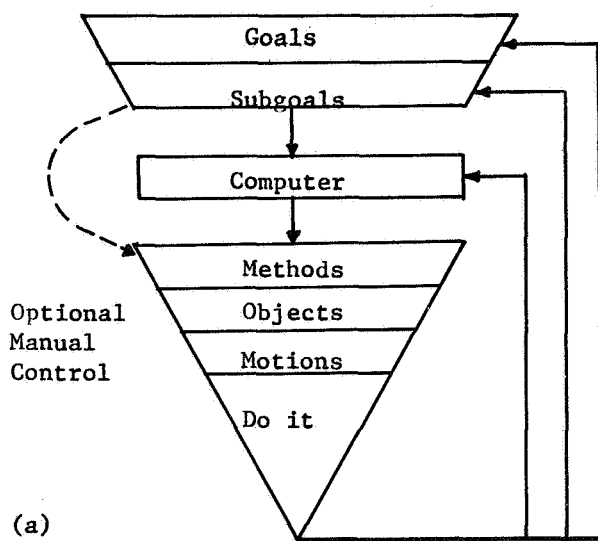 Goals
Subgoals
Computer
Methods
Objects
Motions
Do it
Optional
Manual
Control
(a)